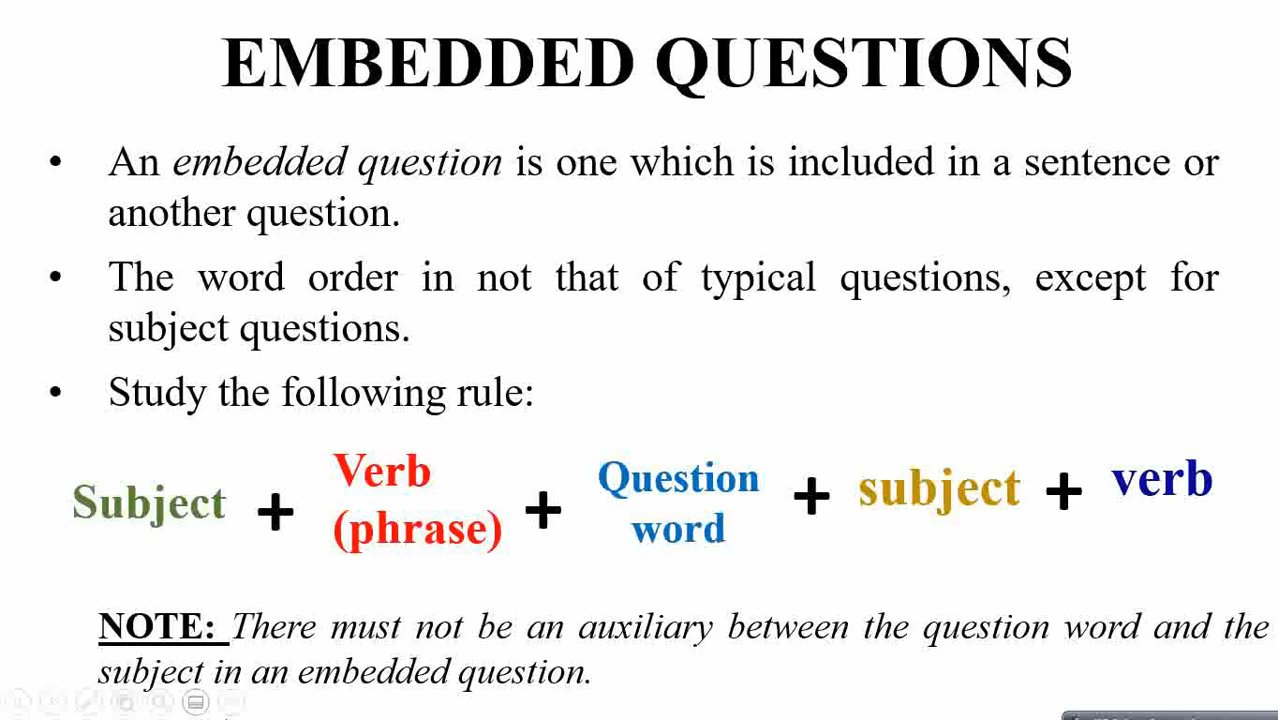 EMBEDDED QUESTIONS
• An embedded question is one which is included in a sentence or
another question.
• The word order in not that of typical questions, except for
subject questions.
• Study the following rule:
Subject + Verb (phrase) + Question word + subject + verb
NOTE: There must not be an auxiliary between the question word and the
subject in an embedded question.